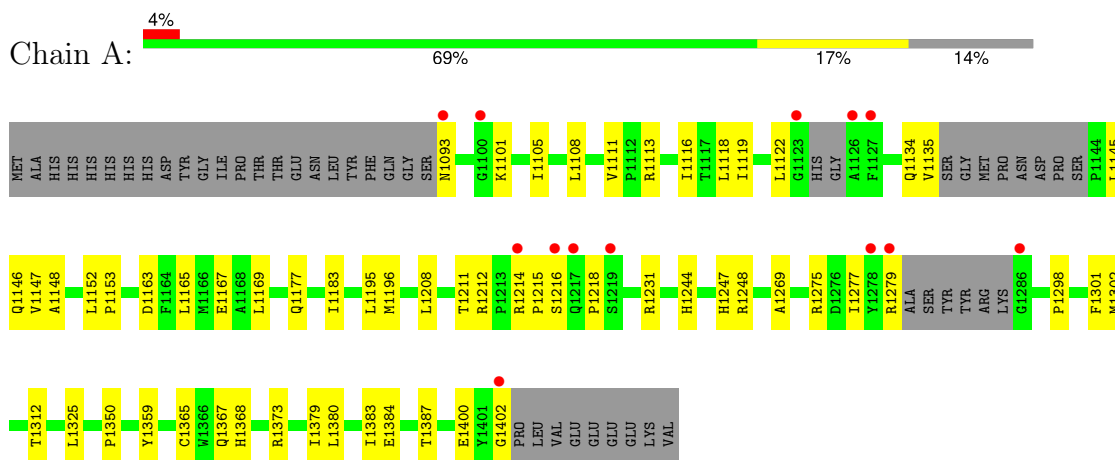 4%
Chain A:
69% 17% 14%
MET ALA HIS HIS HIS HIS HIS HIS HIS ASP TYR GLY ILE PRO THR THR GLU ASN LEU TYR PHE GLN GLY SER N1093 G1100 K1101 I1105 L1108 V1111 P1112 R1113 I1116 T1117 L1118 I1119 L1122 G1123 HIS GLY A1126 F1127 Q1134 V1135 SER GLY MET PRO ASN ASP PRO SER P1144 L1145
Q1146 V1147 A1148 L1152 P1153 D1163 F1164 L1165 M1166 E1167 A1168 L1169 Q1177 I1183 L1195 M1196 L1208 T1211 R1212 P1213 R1214 P1215 S1216 Q1217 P1218 S1219 R1231 H1244 H1247 R1248 A1269 R1275 D1276 I1277 Y1278 R1279 ALA SER TYR TYR ARG LYS G1286 P1298 F1301 M1302
T1312 L1325 P1350 Y1359 C1365 W1366 Q1367 H1368 R1373 I1379 L1380 I1383 E1384 T1387 E1400 Y1401 G1402 PRO LEU VAL GLU GLU GLU GLU LYS VAL